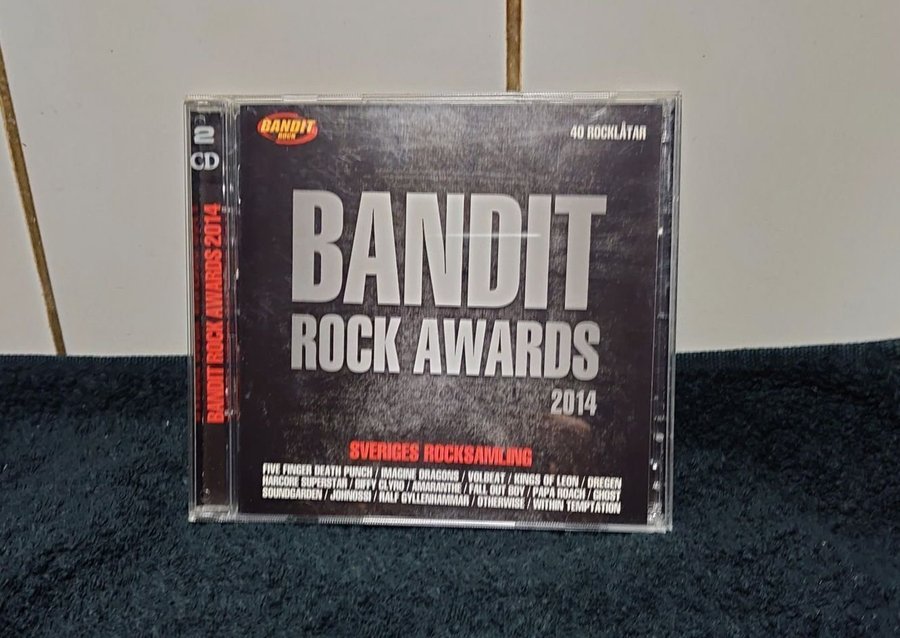 BANDIT
ROCK
40 ROCKLÅTAR
2
CD
BANDIT ROCK AWARDS 2014
BANDIT
ROCK AWARDS
2014
SVERIGES ROCKSAMLING
FIVE FINGER DEATH PUNCH / IMAGINE DRAGONS / VOLBEAT / KINGS OF LEON / DREGEN
HARCORE SUPERSTAR / BIFFY CLYRO / AMARANTHE / FALL OUT BOY / PAPA ROACH / GHOST
SOUNDGARDEN / JOHNOSSI / RALF GYLLENHAMMAR / OTHERWISE / WITHIN TEMPTATION